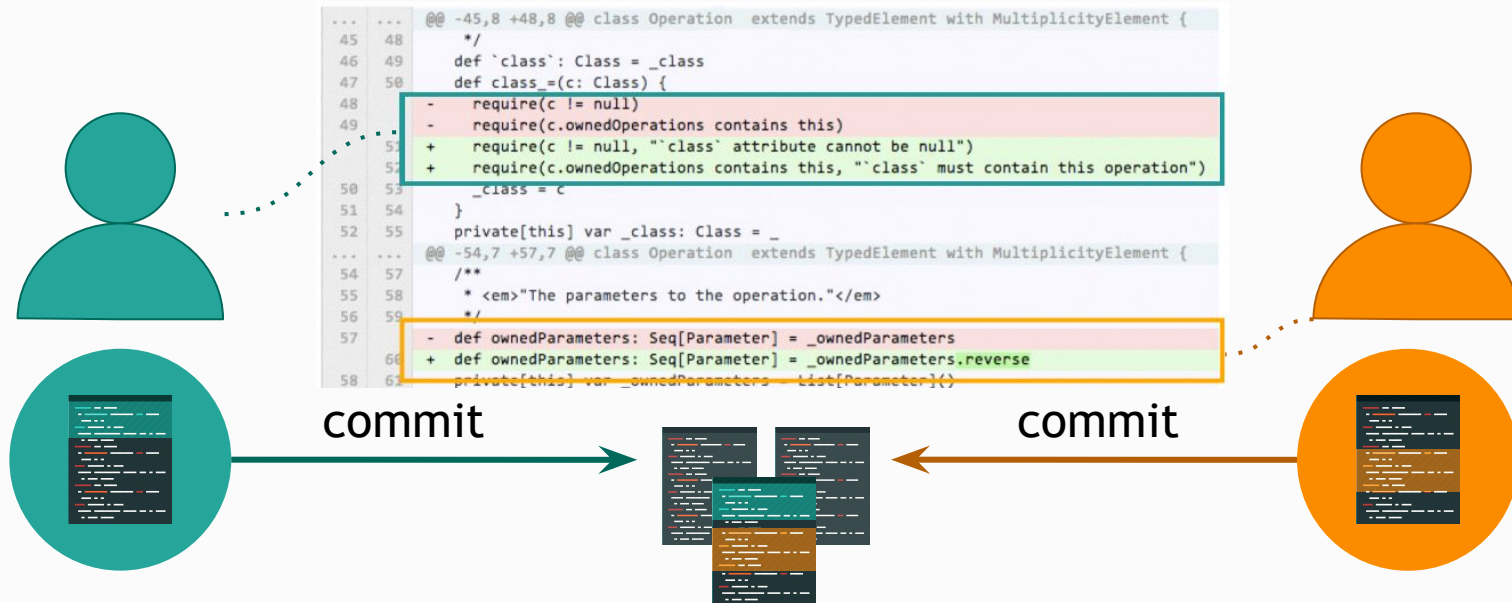 ... ... @@ -45,8 +48,8 @@ class Operation  extends TypedElement with MultiplicityElement {
45 48      */
46 49     def `class`: Class = _class
47 50     def class_=(c: Class) {
48     -   require(c != null)
49     -   require(c.ownedOperations contains this)
51 +   require(c != null, "`class` attribute cannot be null")
52 +   require(c.ownedOperations contains this, "`class` must contain this operation")
50 53       _class = c
51 54     }
52 55     private[this] var _class: Class = _
... ... @@ -54,7 +57,7 @@ class Operation  extends TypedElement with MultiplicityElement {
54 57     /**
55 58      * <em>"The parameters to the operation."</em>
56 59      */
57     - def ownedParameters: Seq[Parameter] = _ownedParameters
60 + def ownedParameters: Seq[Parameter] = _ownedParameters.reverse
58 61     private[this] var _ownedParameters = List[Parameter]()
commit
commit